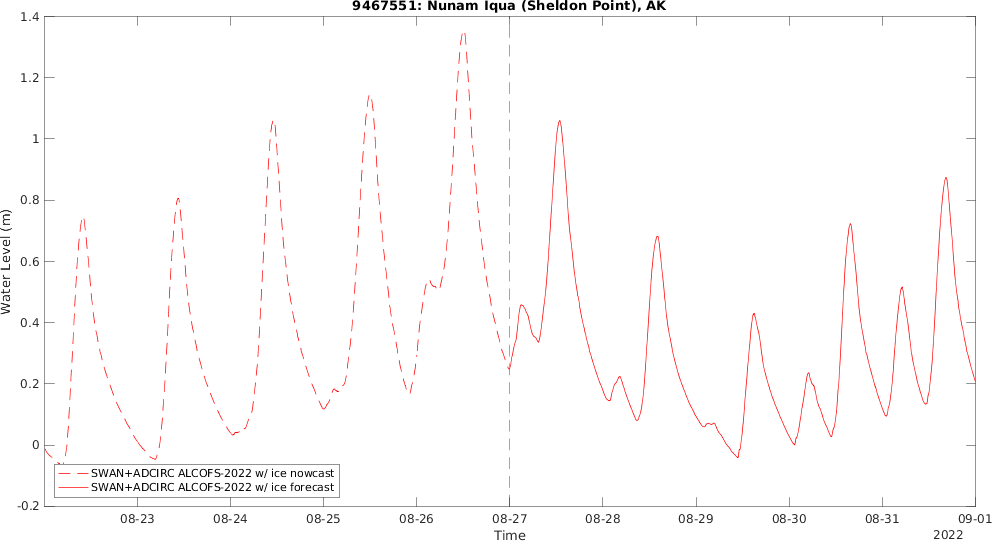 9467551: Nunam Iqua (Sheldon Point), AK
Water Level (m)
1.4
1.2
1
0.8
0.6
0.4
0.2
0
-0.2
SWAN+ADCIRC ALCOFS-2022 w/ ice nowcast
SWAN+ADCIRC ALCOFS-2022 w/ ice forecast
08-23 08-24 08-25 08-26 08-27 08-28 08-29 08-30 08-31 09-01
Time
2022